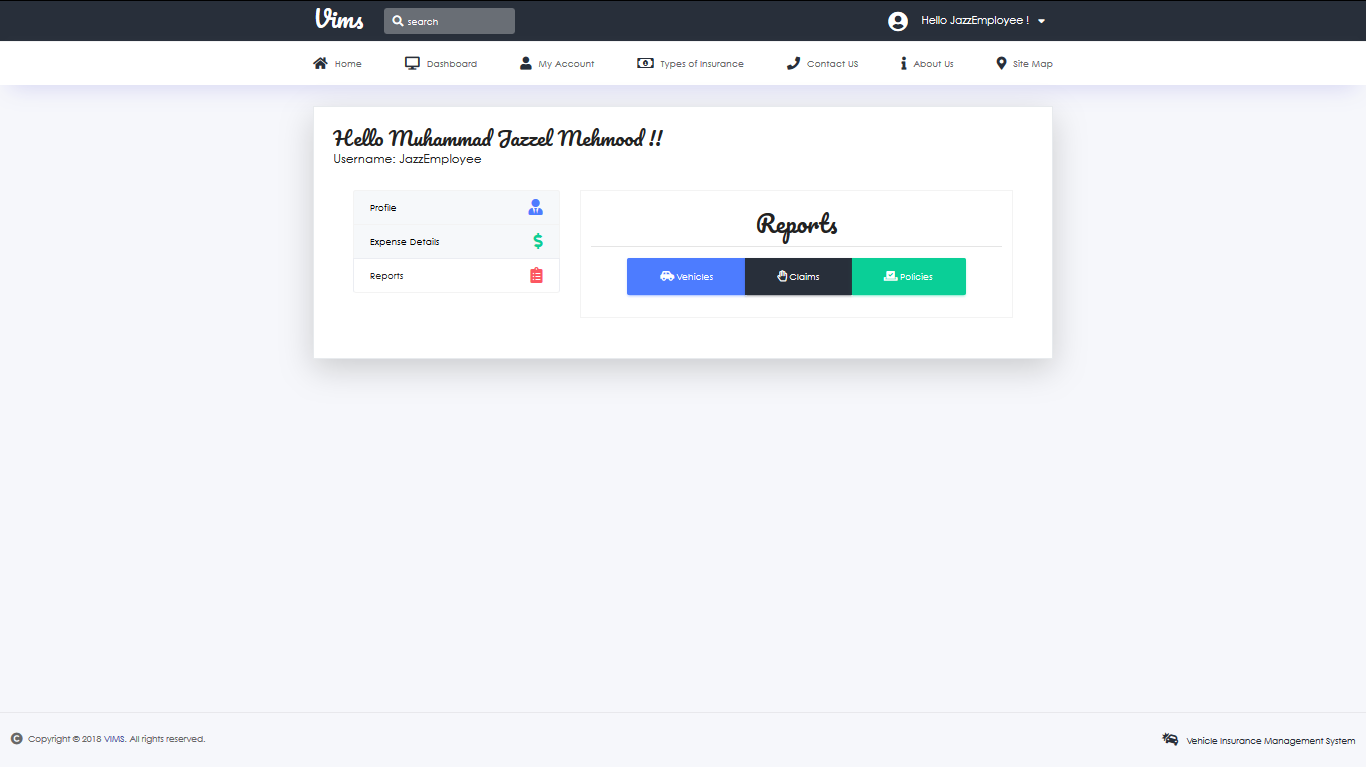 Vims
search
Hello JazzEmployee !
Home
Dashboard
My Account
Types of Insurance
Contact US
About Us
Site Map
Hello Muhammad Jazzel Mehmood !!
Username: JazzEmployee
Profile
Expense Details
Reports
Reports
Vehicles
Claims
Policies
Copyright © 2018 VIMS. All rights reserved.
Vehicle Insurance Management System